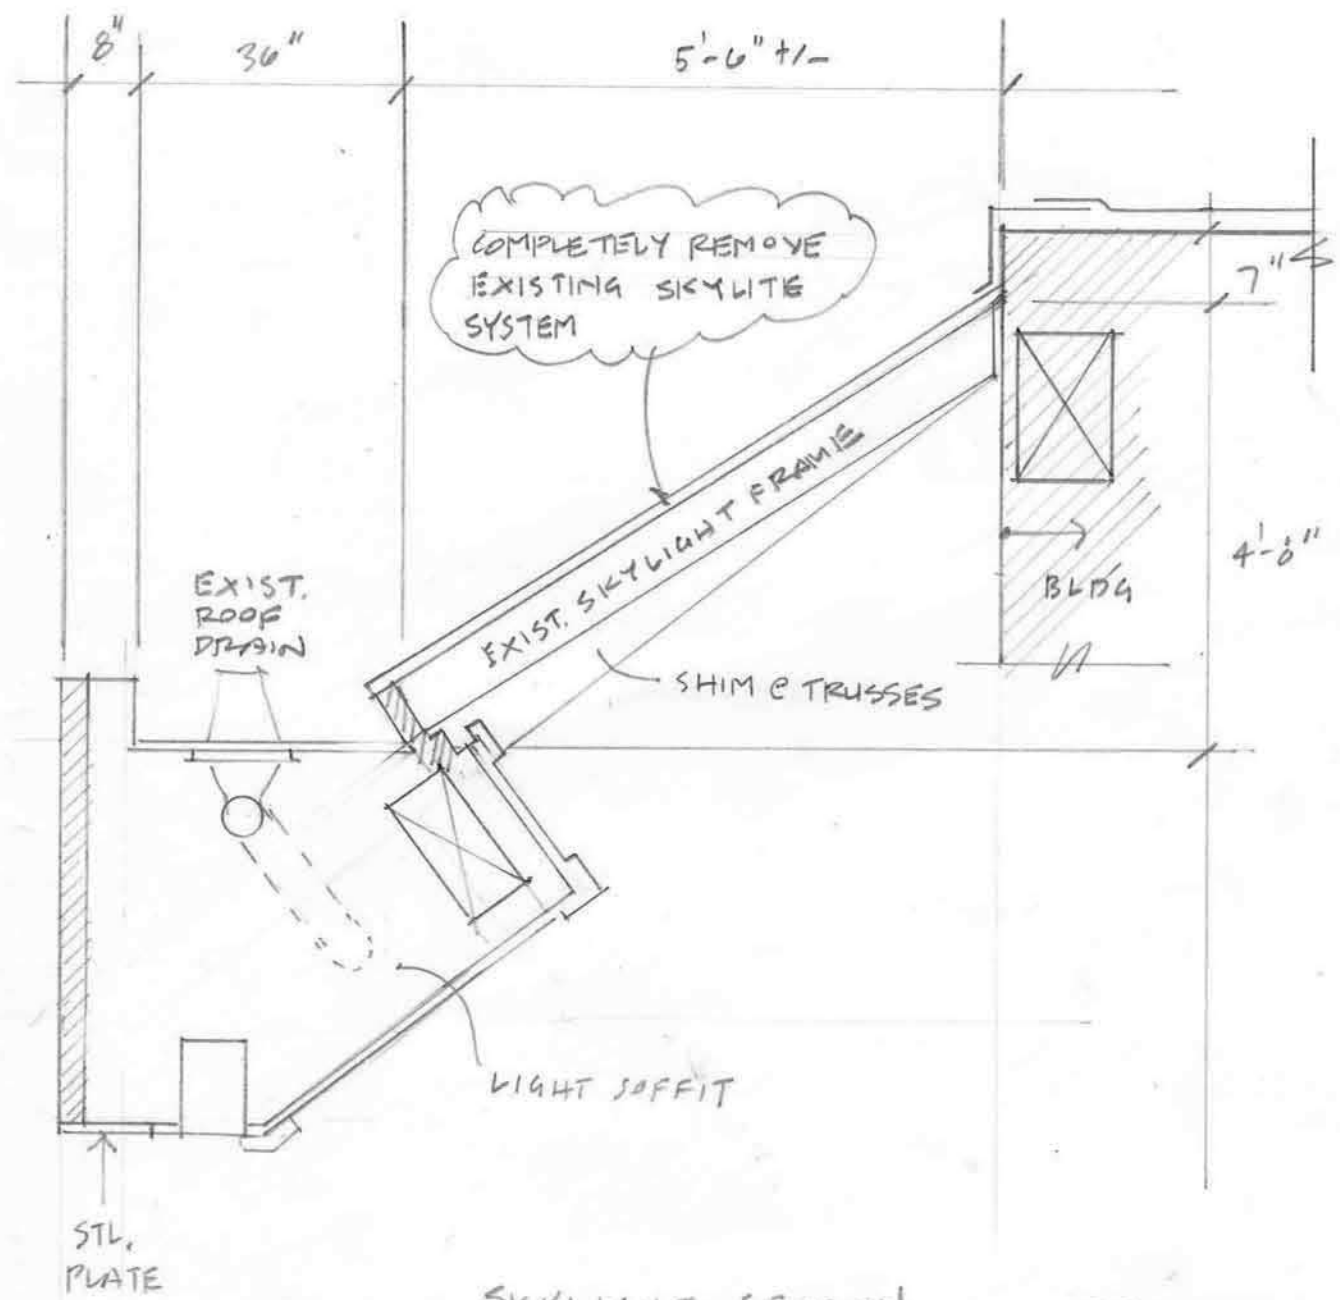 8"
36"
5'-6" +/-
COMPLETELY REMOVE
EXISTING SKYLITE
SYSTEM
7"
EXIST. SKYLIGHT FRAME
4'-0"
BLDG
EXIST.
ROOF
DRAIN
SHIM @ TRUSSES
LIGHT SOFFIT
STL.
PLATE